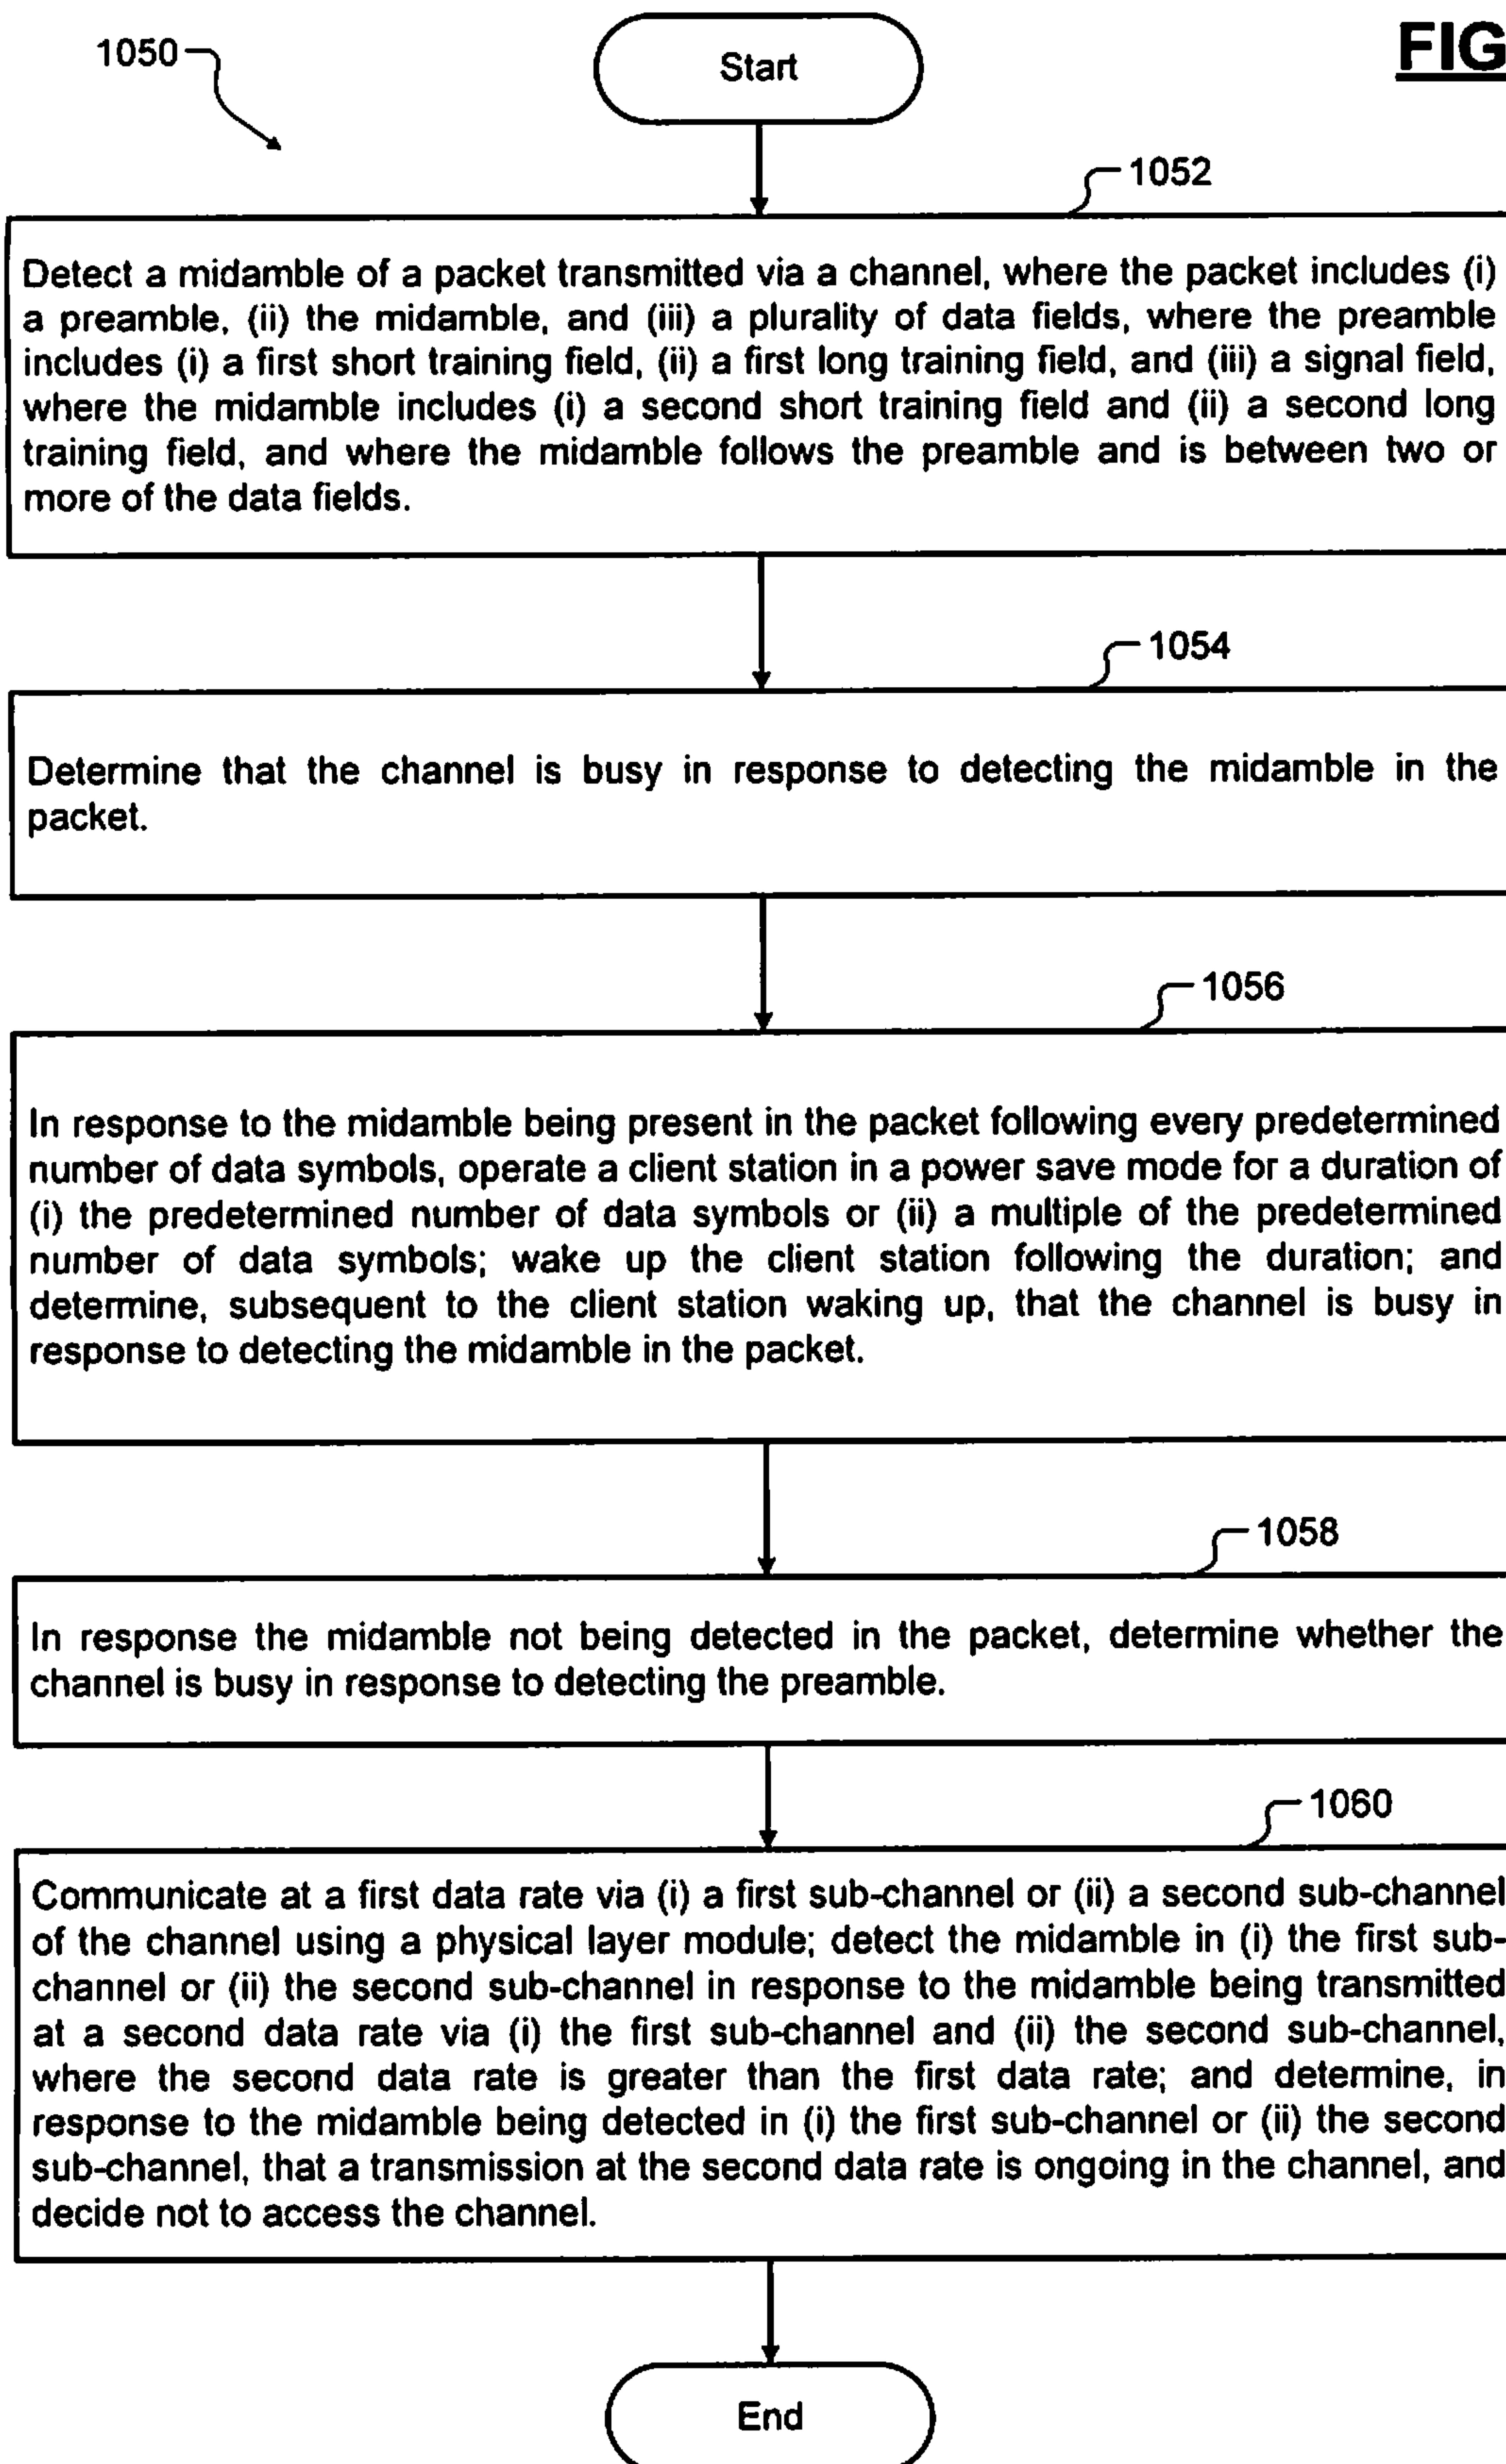 FIG
1050
Start
1052
Detect a midamble of a packet transmitted via a channel, where the packet includes (i)
a preamble, (ii) the midamble, and (iii) a plurality of data fields, where the preamble
includes (i) a first short training field, (ii) a first long training field, and (iii) a signal field,
where the midamble includes (i) a second short training field and (ii) a second long
training field, and where the midamble follows the preamble and is between two or
more of the data fields.
1054
Determine that the channel is busy in response to detecting the midamble in the
packet.
1056
In response to the midamble being present in the packet following every predetermined
number of data symbols, operate a client station in a power save mode for a duration of
(i) the predetermined number of data symbols or (ii) a multiple of the predetermined
number of data symbols; wake up the client station following the duration; and
determine, subsequent to the client station waking up, that the channel is busy in
response to detecting the midamble in the packet.
1058
In response the midamble not being detected in the packet, determine whether the
channel is busy in response to detecting the preamble.
1060
Communicate at a first data rate via (i) a first sub-channel or (ii) a second sub-channel
of the channel using a physical layer module; detect the midamble in (i) the first sub-
channel or (ii) the second sub-channel in response to the midamble being transmitted
at a second data rate via (i) the first sub-channel and (ii) the second sub-channel,
where the second data rate is greater than the first data rate; and determine, in
response to the midamble being detected in (i) the first sub-channel or (ii) the second
sub-channel, that a transmission at the second data rate is ongoing in the channel, and
decide not to access the channel.
End